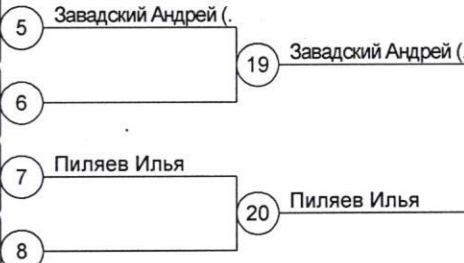 5 Завадский Андрей (.
19 Завадский Андрей (.
6
7 Пиляев Илья
20 Пиляев Илья
8